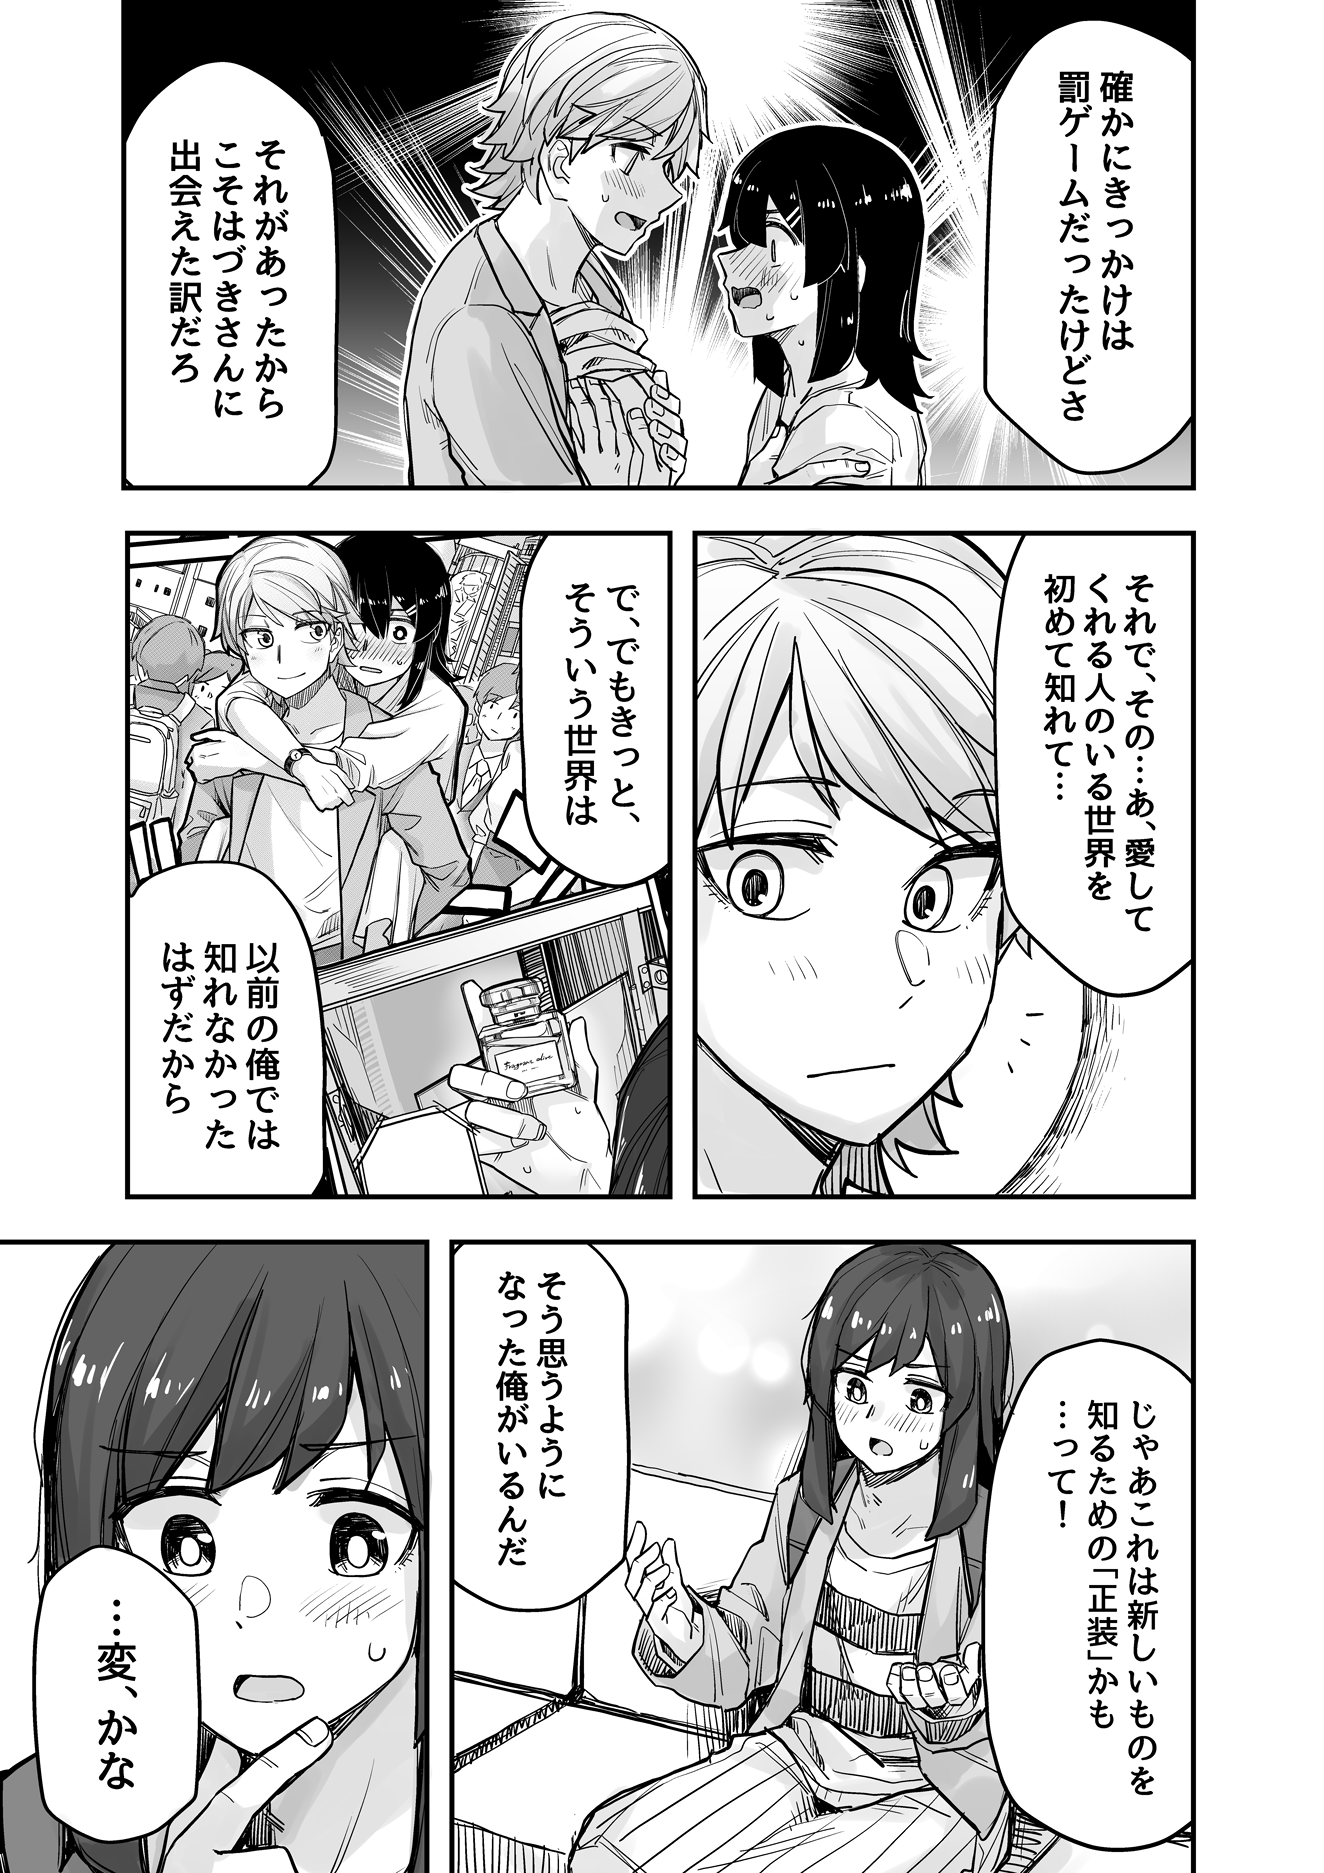 確かにきっかけは
罰ゲームだったけどさ
それがあったから
こそはづきさんに
出会えた訳だろ
それで、その…あ、愛して
くれる人のいる世界を
初めて知れて…
で、でもきっと、
そういう世界は
fragrance olive
以前の俺では
知れなかった
はずだから
じゃあこれは新しいものを
知るための「正装」かも
…って！
そう思うように
なった俺がいるんだ
…変、かな